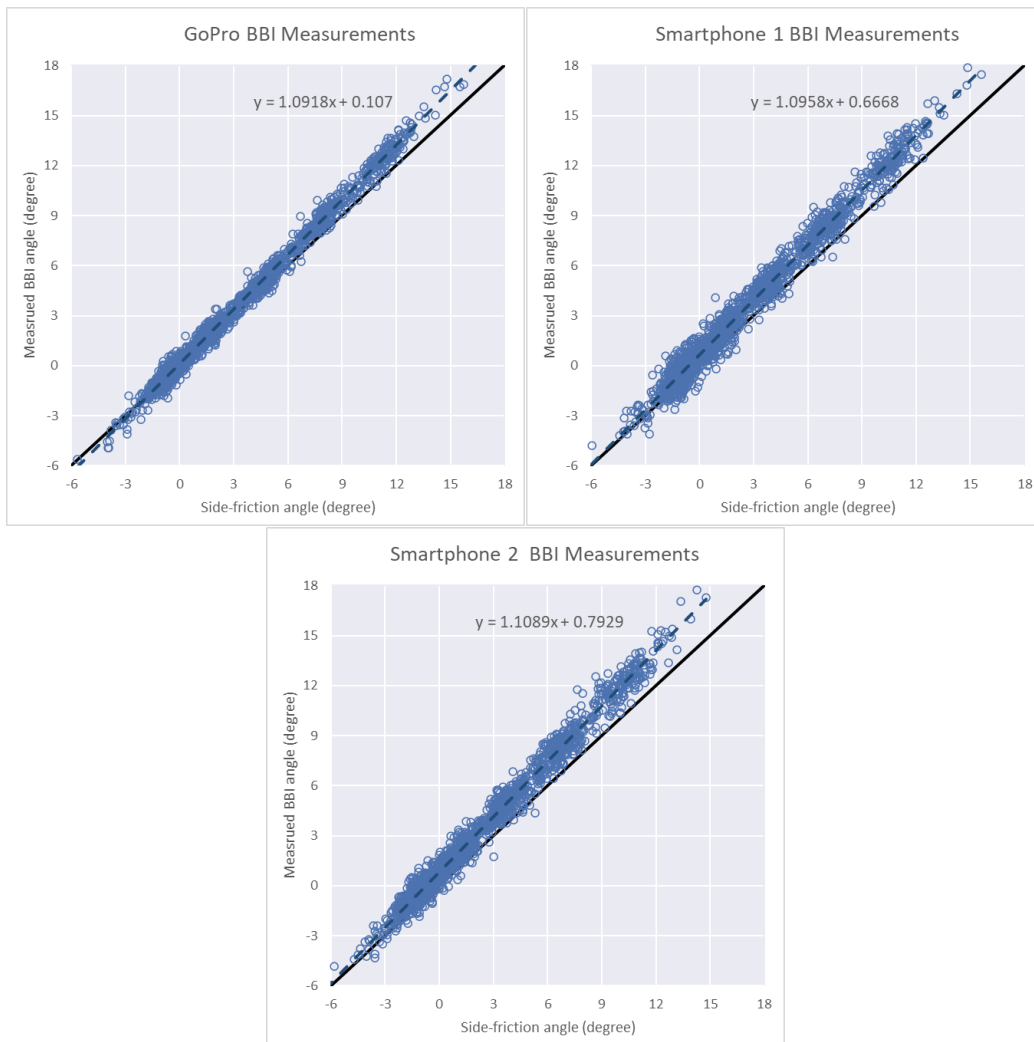 GoPro BBI Measurements
18
15
12
9
6
3
0
-3
-6
-6 -3 0 3 6 9 12 15 18
y = 1.0918x + 0.107
Measrued BBI angle (degree)
Side-friction angle (degree)
Smartphone 1 BBI Measurements
18
15
12
9
6
3
0
-3
-6
-6 -3 0 3 6 9 12 15 18
y = 1.0958x + 0.6668
Measrued BBI angle (degree)
Side-friction angle (degree)
Smartphone 2 BBI Measurements
18
15
12
9
6
3
0
-3
-6
-6 -3 0 3 6 9 12 15 18
y = 1.1089x + 0.7929
Measrued BBI angle (degree)
Side-friction angle (degree)